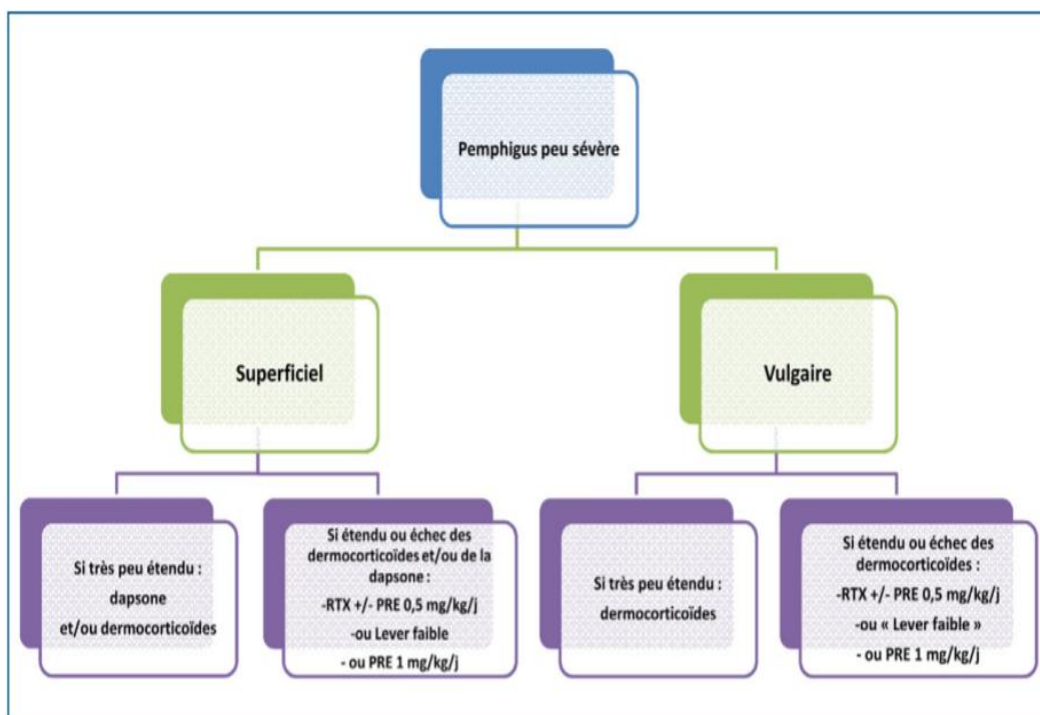 Pemphigus peu sévère
Superficiel
Vulgaire
Si très peu étendu :
dapsone
et/ou dermocorticoïdes
Si étendu ou échec des
dermocorticoïdes et/ou de la
dapsone :
-RTX +/- PRE 0,5 mg/kg/j
-ou Lever faible
- ou PRE 1 mg/kg/j
Si très peu étendu :
dermocorticoïdes
Si étendu ou échec des
dermocorticoïdes :
-RTX +/- PRE 0,5 mg/kg/j
-ou « Lever faible »
- ou PRE 1 mg/kg/j